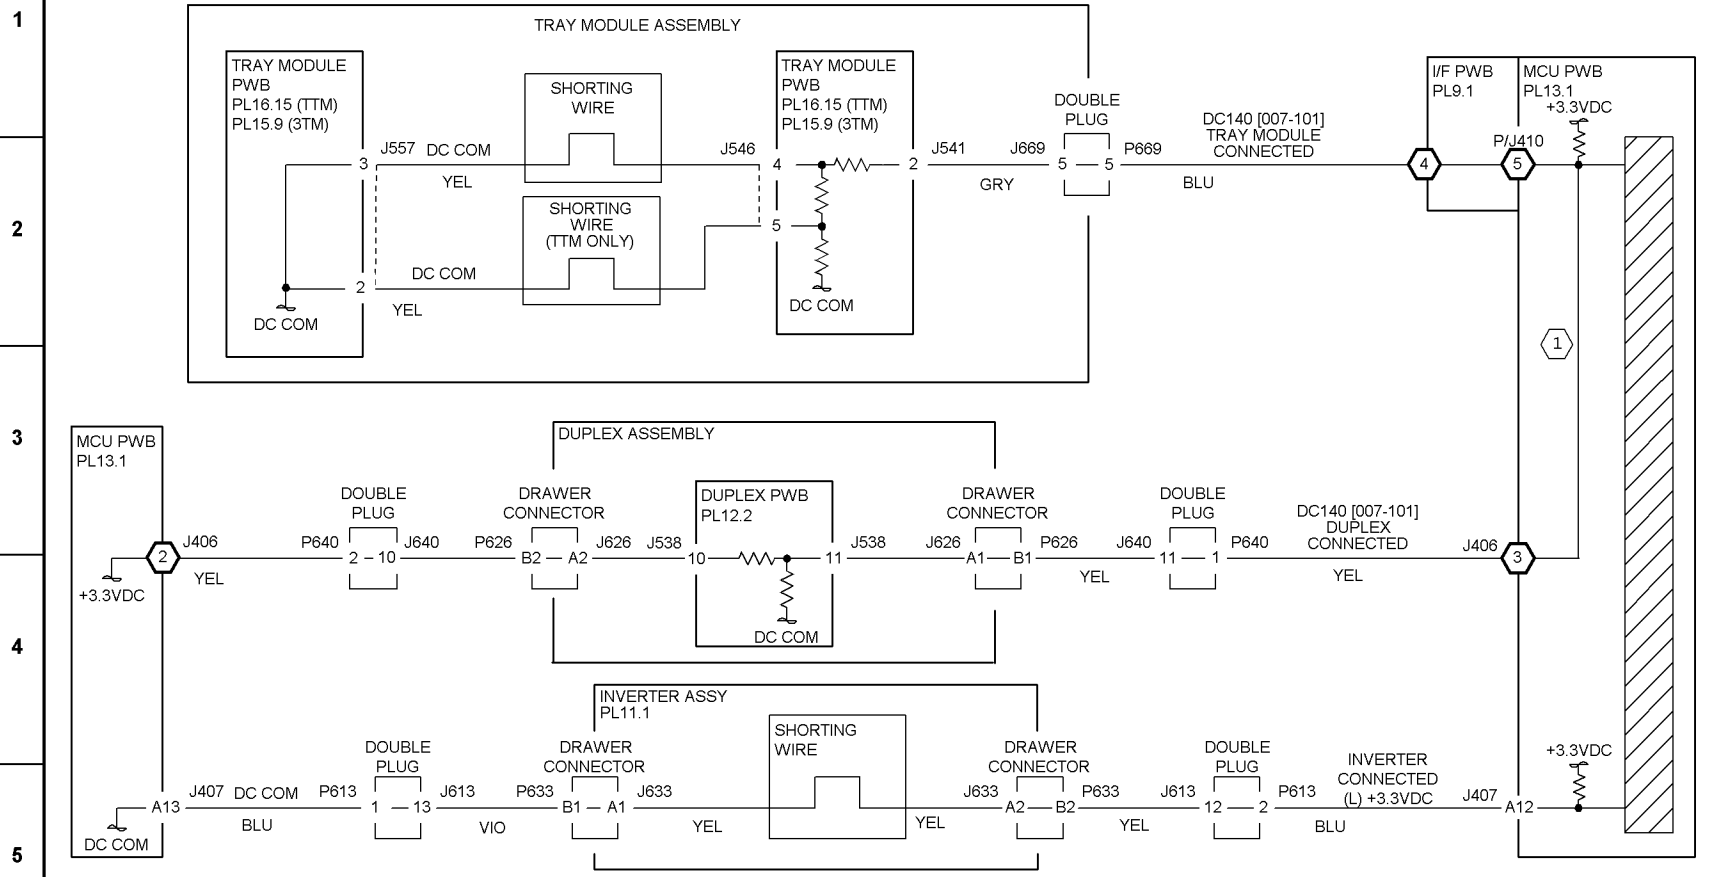 1
2
3
4
5
TRAY MODULE ASSEMBLY
TRAY MODULE
PWB
PL16.15 (TTM)
PL15.9 (3TM)
3
2
DC COM
J557
DC COM
YEL
DC COM
YEL
SHORTING
WIRE
SHORTING
WIRE
(TTM ONLY)
J546
TRAY MODULE
PWB
PL16.15 (TTM)
PL15.9 (3TM)
4
5
2
DC COM
J541
GRY
J669
DOUBLE
PLUG
5
5
P669
DC140 [007-101]
TRAY MODULE
CONNECTED
BLU
I/F PWB
PL9.1
4
P/J410
5
MCU PWB
PL13.1
+3.3VDC
1
MCU PWB
PL13.1
2
+3.3VDC
J406
YEL
P640
DOUBLE
PLUG
2
10
J640
P626
DRAWER
CONNECTOR
B2
A2
J626
DUPLEX ASSEMBLY
J538
DUPLEX PWB
PL12.2
10
11
DC COM
J538
J626
DRAWER
CONNECTOR
A1
B1
P626
YEL
J640
DOUBLE
PLUG
11
1
P640
DC140 [007-101]
DUPLEX
CONNECTED
YEL
J406
3
A13
DC COM
J407
DC COM
BLU
P613
DOUBLE
PLUG
1
13
J613
VIO
P633
DRAWER
CONNECTOR
B1
A1
J633
INVERTER ASSY
PL11.1
YEL
SHORTING
WIRE
YEL
J633
DRAWER
CONNECTOR
A2
B2
P633
YEL
J613
DOUBLE
PLUG
12
2
P613
BLU
INVERTER
CONNECTED
(L) +3.3VDC
J407
A12
+3.3VDC